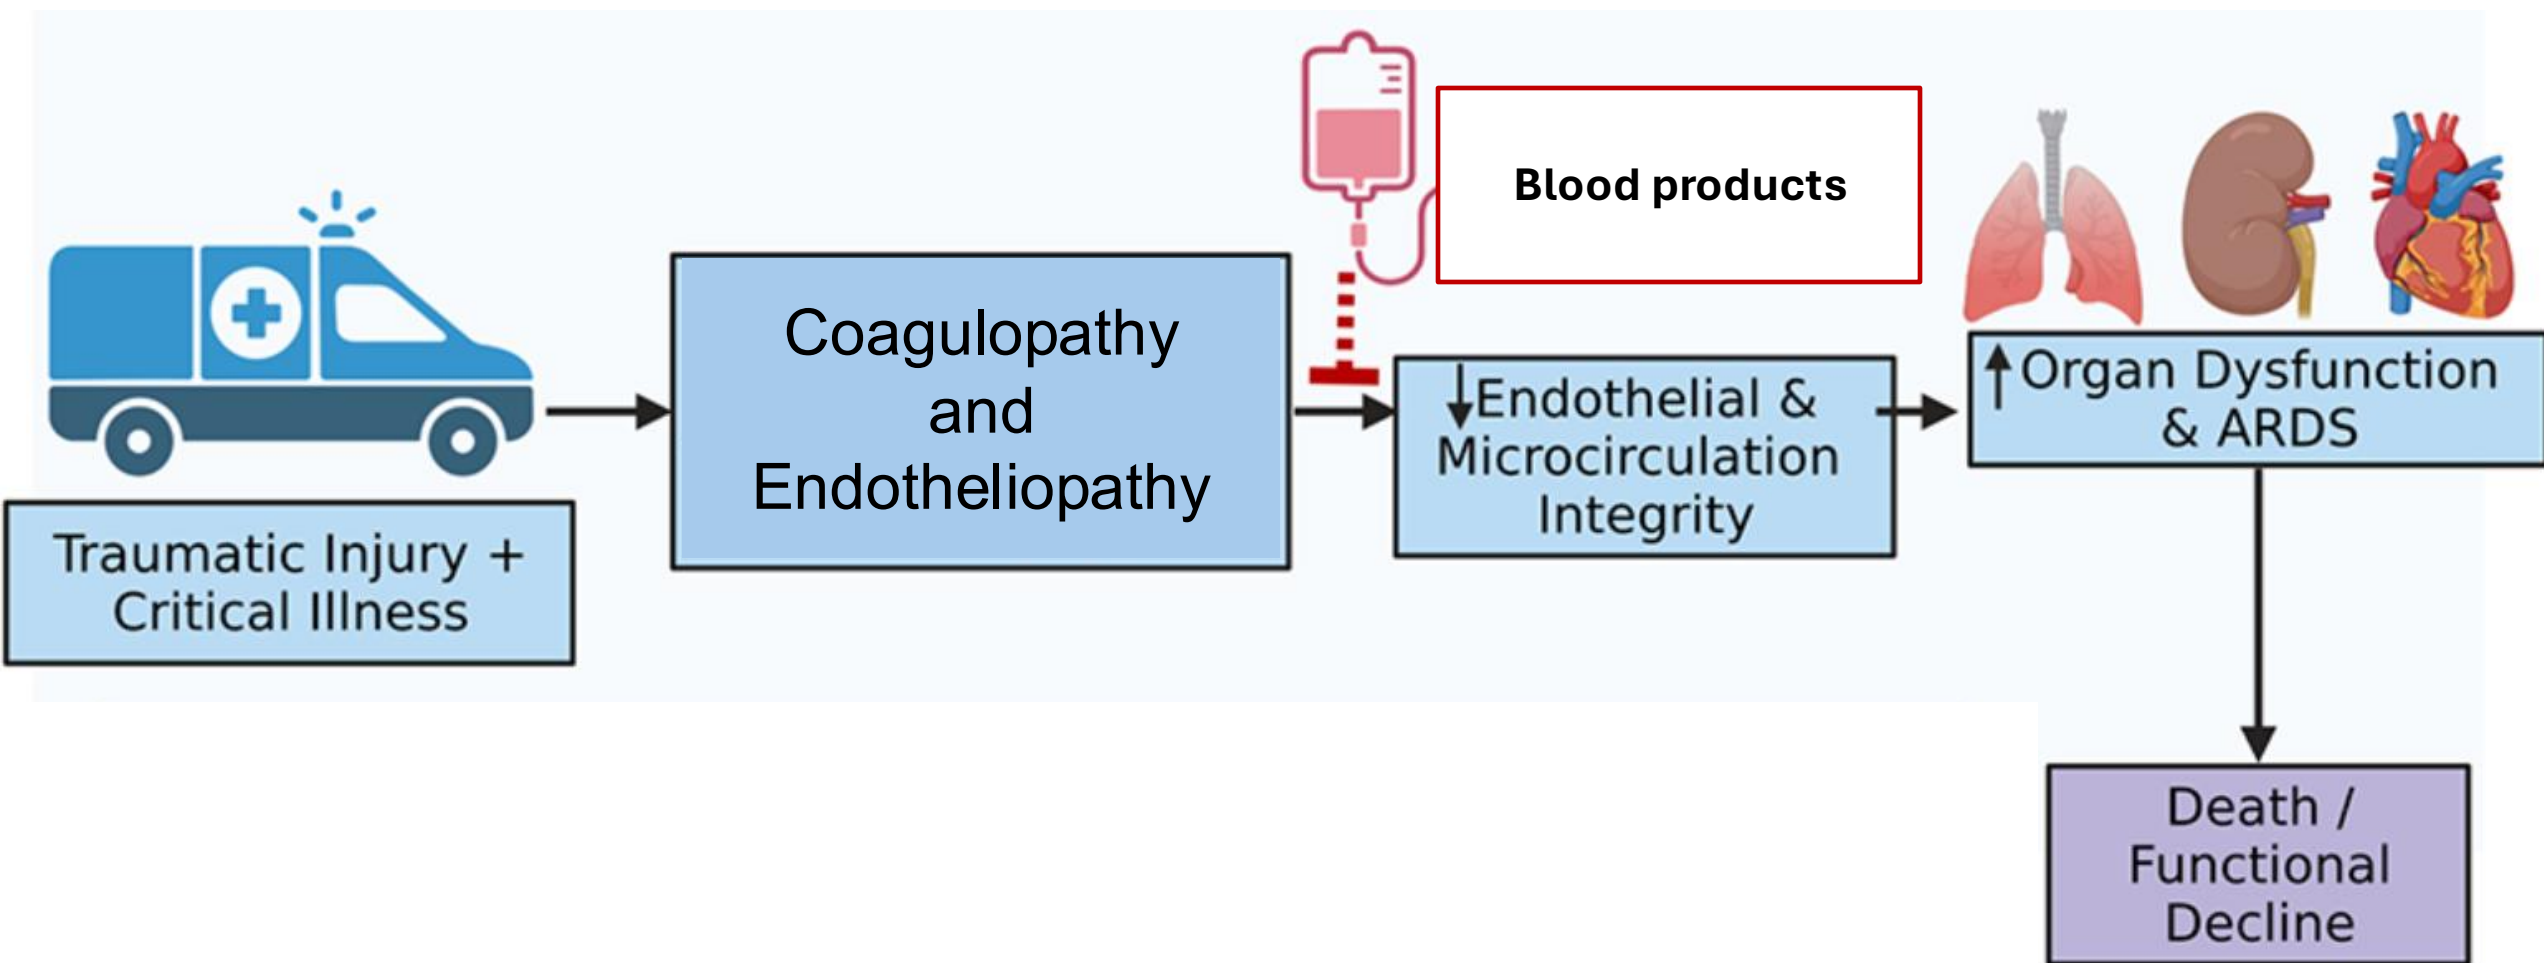 Blood products
Coagulopathy
and
Endotheliopathy
Traumatic Injury +
Critical Illness
↓Endothelial &
Microcirculation
Integrity
↑Organ Dysfunction
& ARDS
Death /
Functional
Decline